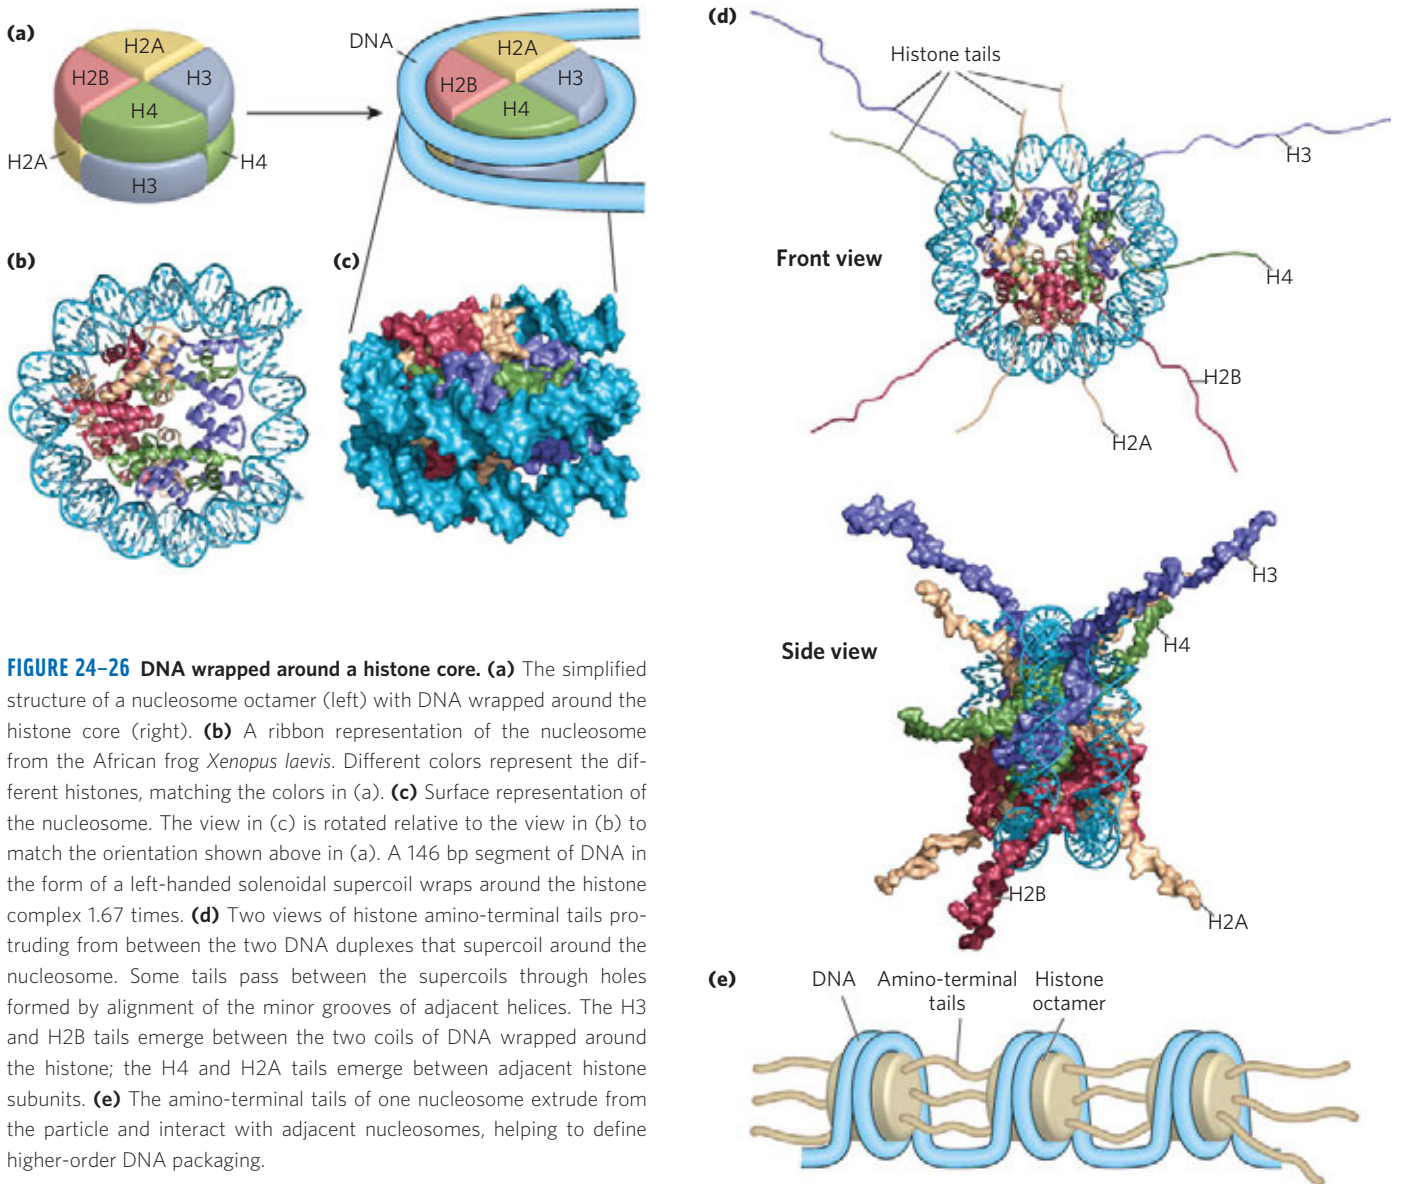 (a)
H2A
H2B
H3
H4
H2A
H3
H4
DNA
H2A
H2B
H3
H4
(b)
(c)
FIGURE 24–26 DNA wrapped around a histone core. (a) The simplified
structure of a nucleosome octamer (left) with DNA wrapped around the
histone core (right). (b) A ribbon representation of the nucleosome
from the African frog Xenopus laevis. Different colors represent the dif-
ferent histones, matching the colors in (a). (c) Surface representation of
the nucleosome. The view in (c) is rotated relative to the view in (b) to
match the orientation shown above in (a). A 146 bp segment of DNA in
the form of a left-handed solenoidal supercoil wraps around the histone
complex 1.67 times. (d) Two views of histone amino-terminal tails pro-
truding from between the two DNA duplexes that supercoil around the
nucleosome. Some tails pass between the supercoils through holes
formed by alignment of the minor grooves of adjacent helices. The H3
and H2B tails emerge between the two coils of DNA wrapped around
the histone; the H4 and H2A tails emerge between adjacent histone
subunits. (e) The amino-terminal tails of one nucleosome extrude from
the particle and interact with adjacent nucleosomes, helping to define
higher-order DNA packaging.
(d)
Histone tails
H3
Front view
H4
H2B
H2A
H3
H4
Side view
H2B
H2A
(e)
DNA
Amino-terminal
tails
Histone
octamer